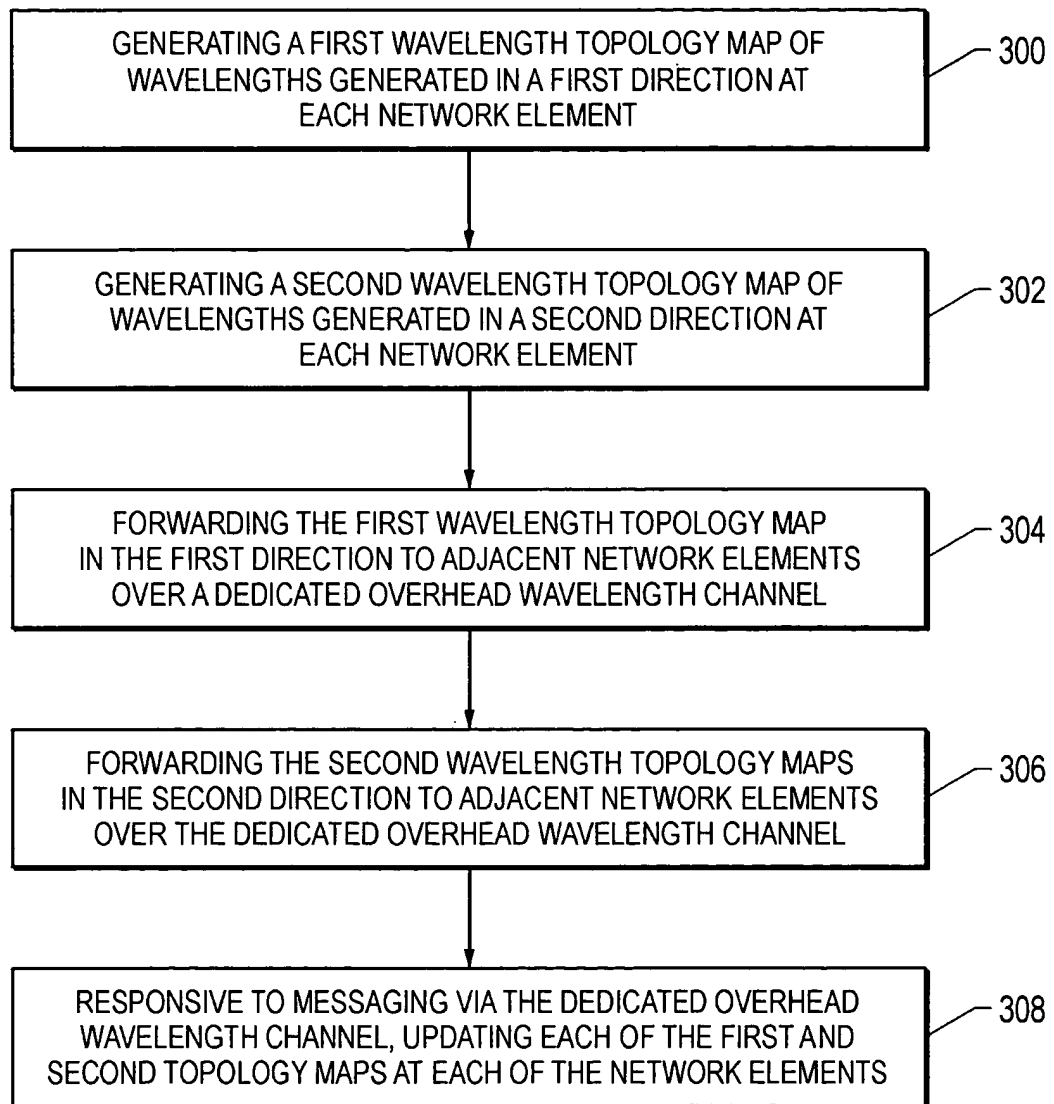 GENERATING A FIRST WAVELENGTH TOPOLOGY MAP OF
WAVELENGTHS GENERATED IN A FIRST DIRECTION AT
EACH NETWORK ELEMENT
300
GENERATING A SECOND WAVELENGTH TOPOLOGY MAP OF
WAVELENGTHS GENERATED IN A SECOND DIRECTION AT
EACH NETWORK ELEMENT
302
FORWARDING THE FIRST WAVELENGTH TOPOLOGY MAP
IN THE FIRST DIRECTION TO ADJACENT NETWORK ELEMENTS
OVER A DEDICATED OVERHEAD WAVELENGTH CHANNEL
304
FORWARDING THE SECOND WAVELENGTH TOPOLOGY MAPS
IN THE SECOND DIRECTION TO ADJACENT NETWORK ELEMENTS
OVER THE DEDICATED OVERHEAD WAVELENGTH CHANNEL
306
RESPONSIVE TO MESSAGING VIA THE DEDICATED OVERHEAD
WAVELENGTH CHANNEL, UPDATING EACH OF THE FIRST AND
SECOND TOPOLOGY MAPS AT EACH OF THE NETWORK ELEMENTS
308